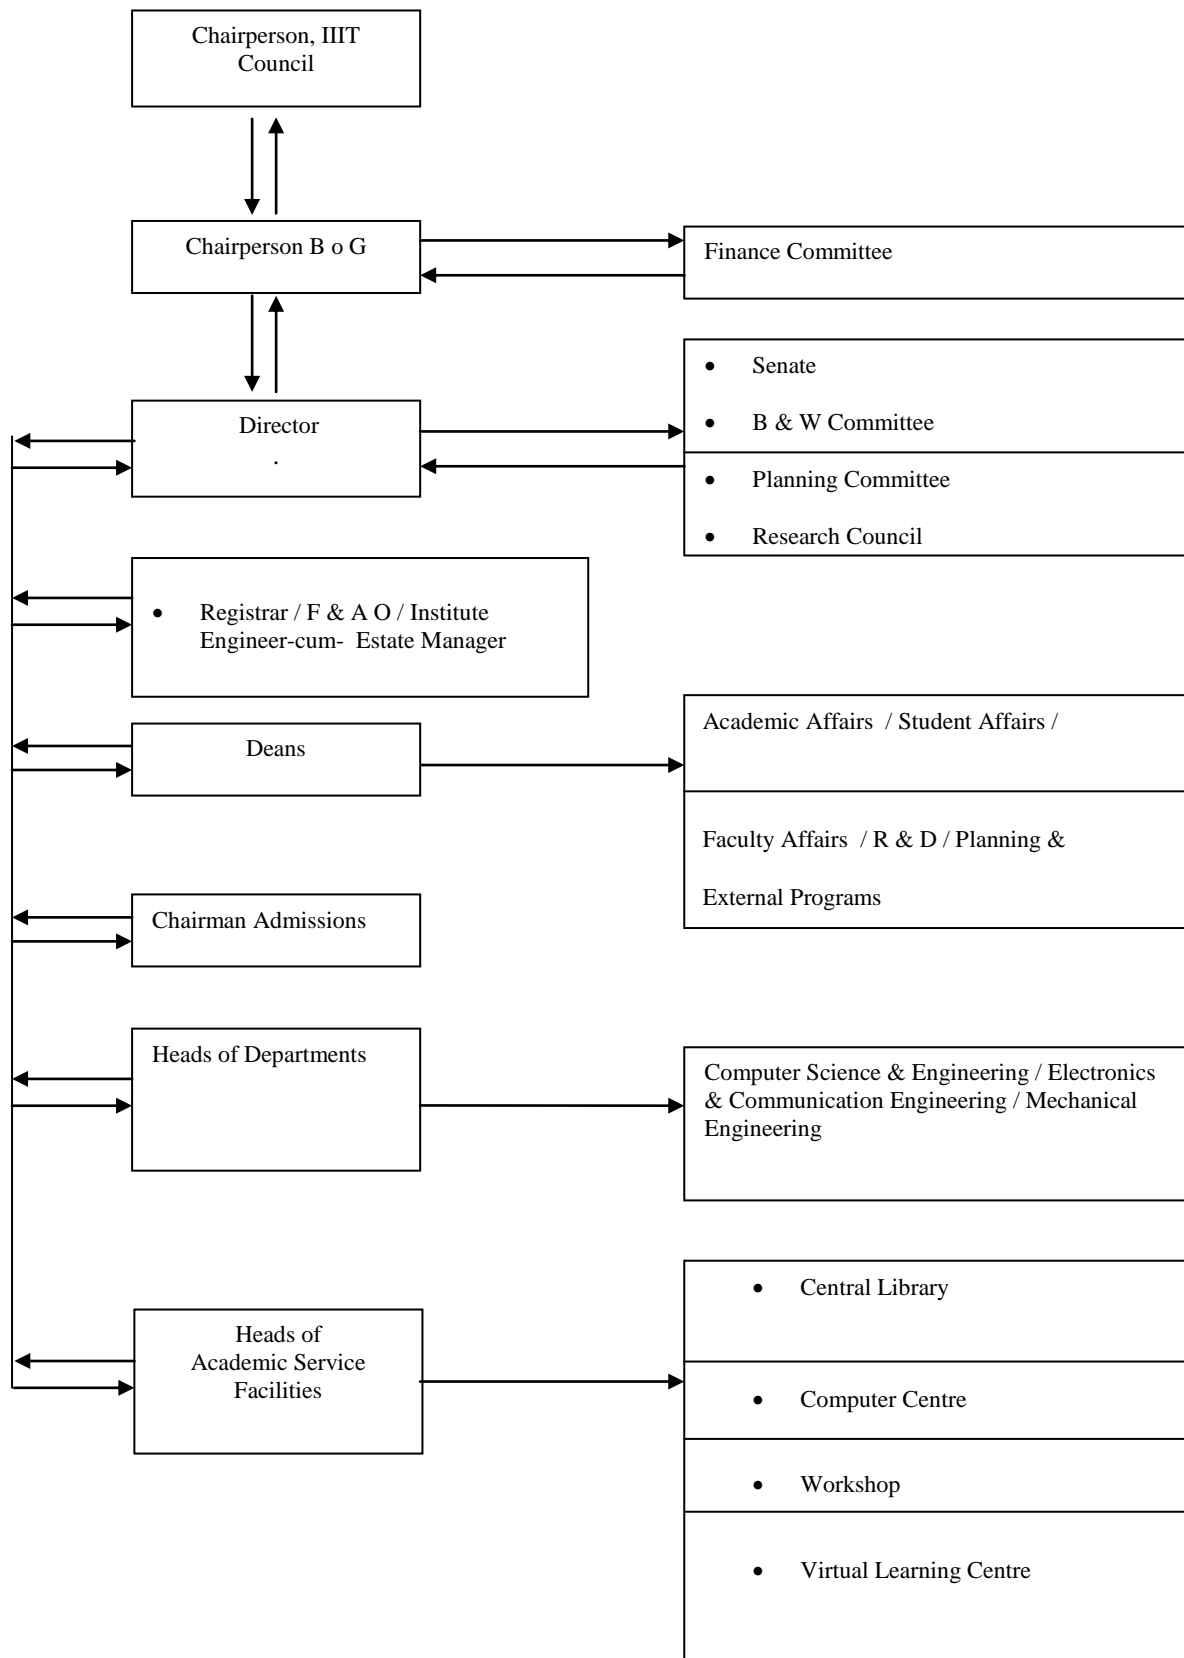 Chairperson, IIIT
Council
Chairperson B o G
Finance Committee
• Senate
• B & W Committee
Director
.
• Planning Committee
• Research Council
• Registrar / F & A O / Institute
Engineer-cum- Estate Manager
Academic Affairs / Student Affairs /
Deans
Faculty Affairs / R & D / Planning &
External Programs
Chairman Admissions
Heads of Departments
Computer Science & Engineering / Electronics
& Communication Engineering / Mechanical
Engineering
Heads of
Academic Service
Facilities
• Central Library
• Computer Centre
• Workshop
• Virtual Learning Centre